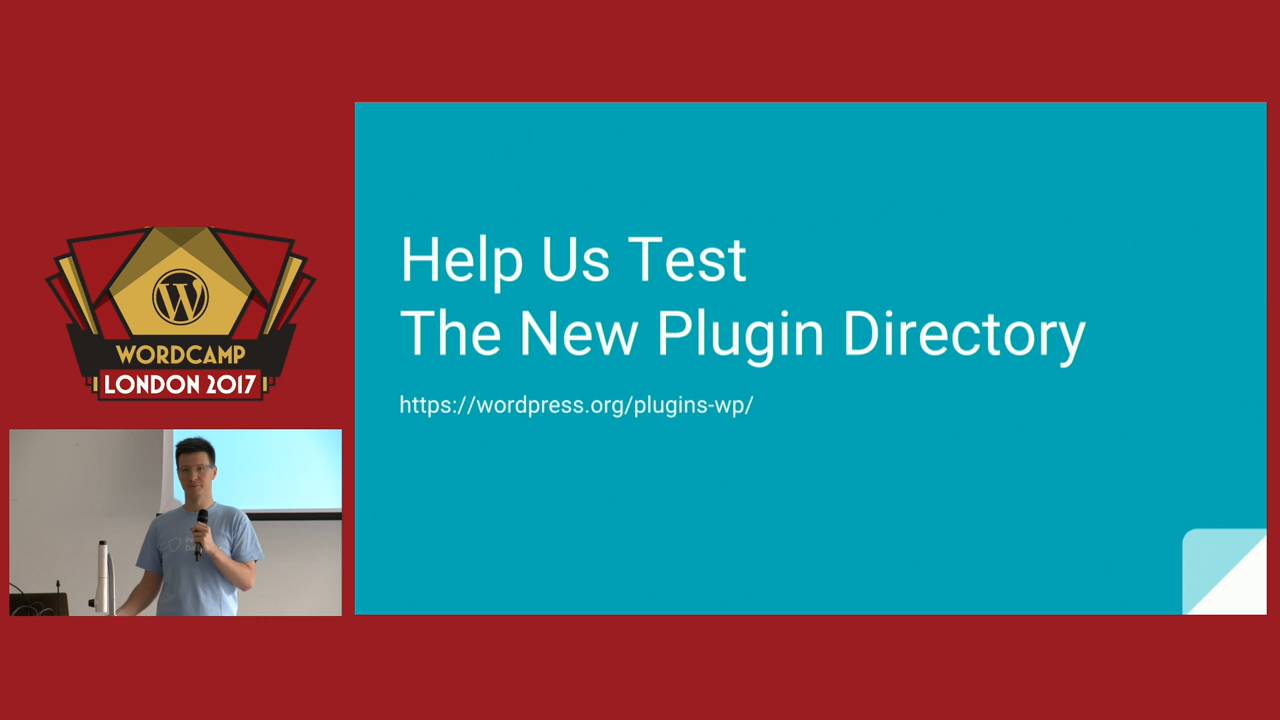 WORDCAMP
LONDON 2017
Help Us Test
The New Plugin Directory
https://wordpress.org/plugins-wp/